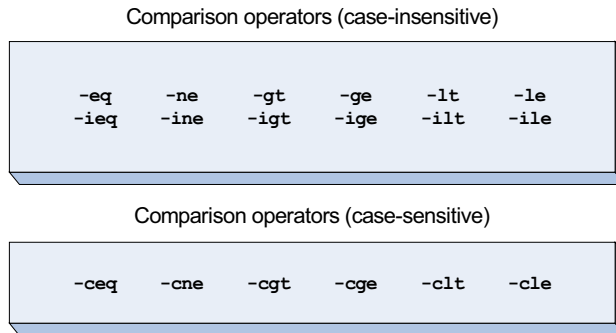 Comparison operators (case-insensitive)
-eq -ne -gt -ge -lt -le
-ieq -ine -igt -ige -ilt -ile
Comparison operators (case-sensitive)
-ceq -cne -cgt -cge -clt -cle